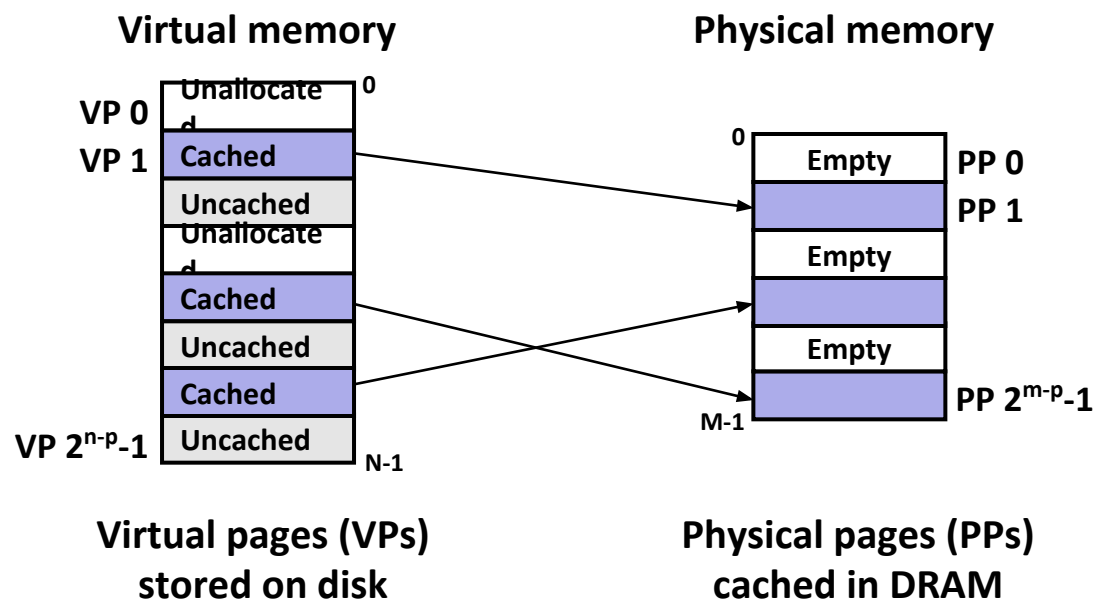 Virtual memory
Physical memory
0
VP 0
Unallocate
d
VP 1
Cached
Uncached
Unallocate
d
Cached
Uncached
Cached
VP 2^{n-p}-1
Uncached
N-1
0
Empty
PP 0
PP 1
Empty
Empty
PP 2^{m-p}-1
M-1
Virtual pages (VPs)
stored on disk
Physical pages (PPs)
cached in DRAM